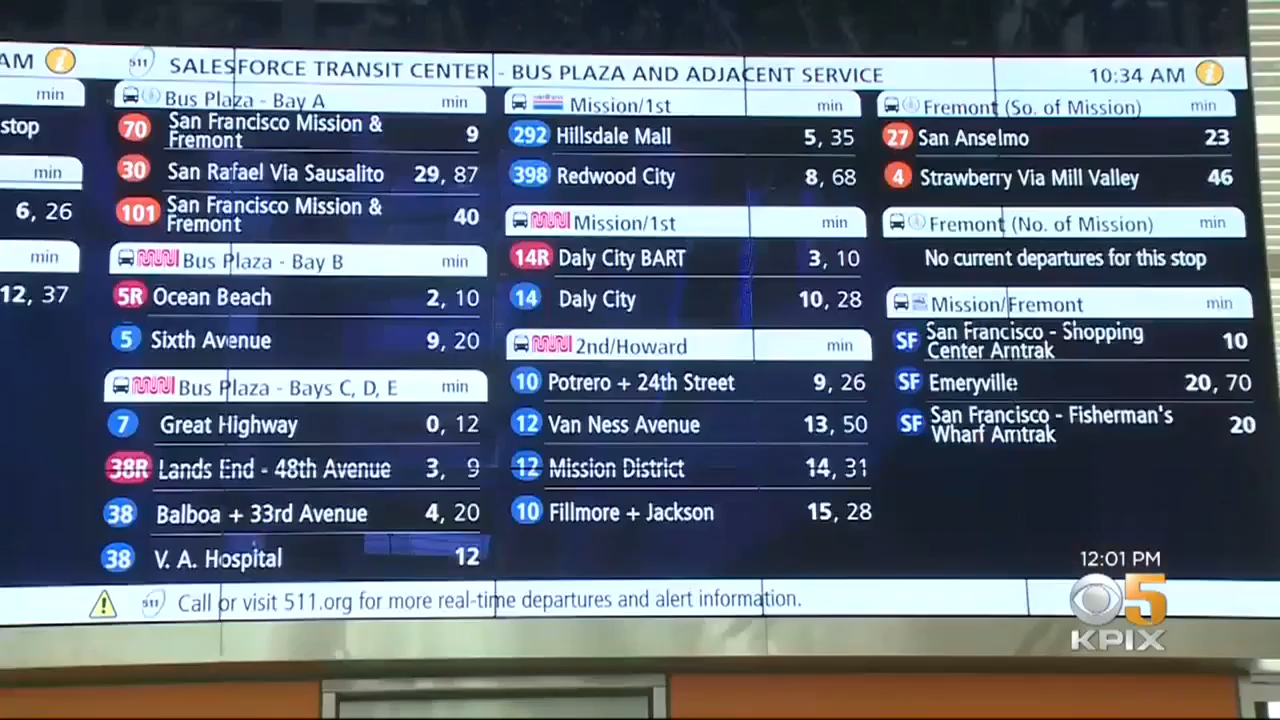 AM i
min
stop
min
6, 26
min
12, 37
511 SALESFORCE TRANSIT CENTER - BUS PLAZA AND ADJACENT SERVICE 10:34 AM i
Bus Plaza - Bay A min
70 San Francisco Mission & Fremont 9
30 San Rafael Via Sausalito 29, 87
101 San Francisco Mission & Fremont 40
muni Bus Plaza - Bay B min
5R Ocean Beach 2, 10
5 Sixth Avenue 9, 20
muni Bus Plaza - Bays C, D, E min
7 Great Highway 0, 12
38R Lands End - 48th Avenue 3, 9
38 Balboa + 33rd Avenue 4, 20
38 V. A. Hospital 12
Mission/1st min
292 Hillsdale Mall 5, 35
398 Redwood City 8, 68
muni Mission/1st min
14R Daly City BART 3, 10
14 Daly City 10, 28
muni 2nd/Howard min
10 Potrero + 24th Street 9, 26
12 Van Ness Avenue 13, 50
12 Mission District 14, 31
10 Fillmore + Jackson 15, 28
Fremont (So. of Mission) min
27 San Anselmo 23
4 Strawberry Via Mill Valley 46
Fremont (No. of Mission) min
No current departures for this stop
Mission/Fremont min
SF San Francisco - Shopping Center Amtrak 10
SF Emeryville 20, 70
SF San Francisco - Fisherman's Wharf Amtrak 20
511 Call or visit 511.org for more real-time departures and alert information.
12:01 PM
5
KPIX